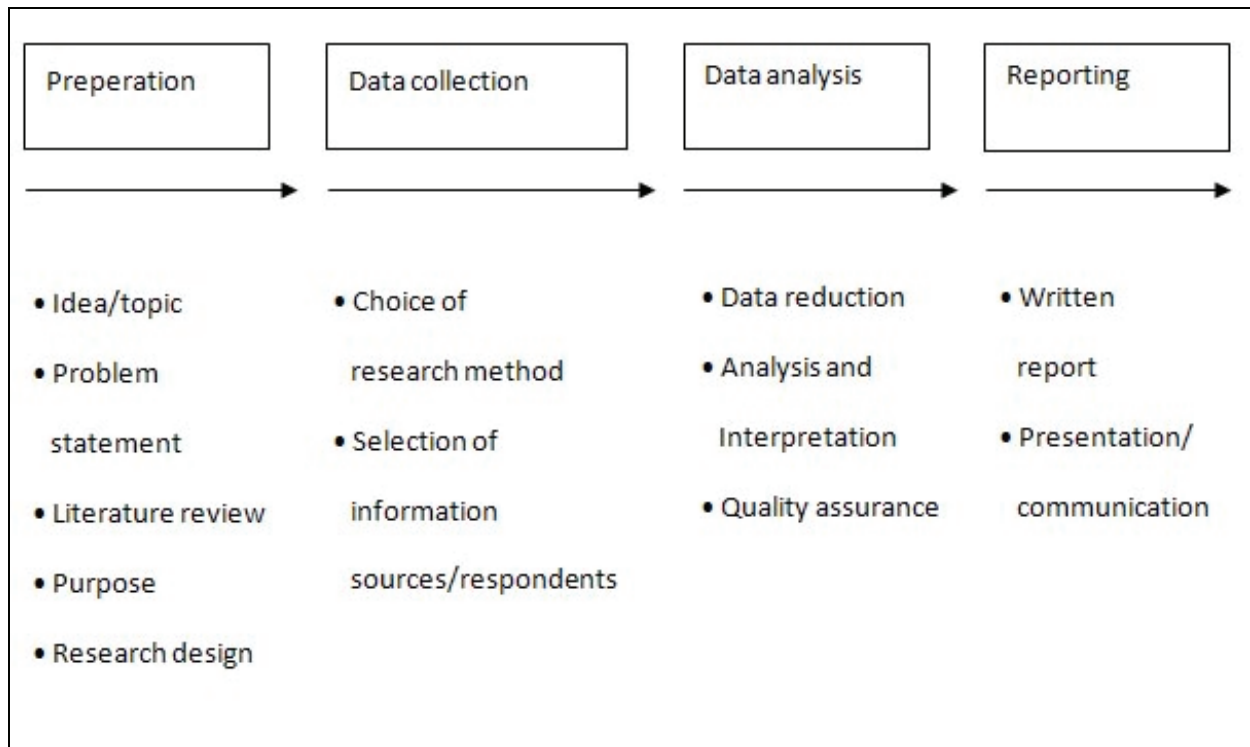 Preperation
Data collection
Data analysis
Reporting
• Idea/topic
• Problem
statement
• Literature review
• Purpose
• Research design
• Choice of
research method
• Selection of
information
sources/respondents
• Data reduction
• Analysis and
Interpretation
• Quality assurance
• Written
report
• Presentation/
communication